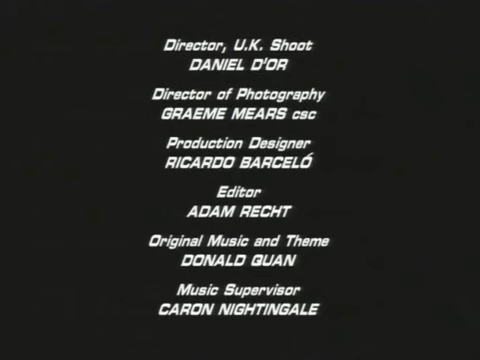 Director, U.K. Shoot
DANIEL D'OR
Director of Photography
GRAEME MEARS csc
Production Designer
RICARDO BARCELÓ
Editor
ADAM RECHT
Original Music and Theme
DONALD QUAN
Music Supervisor
CARON NIGHTINGALE